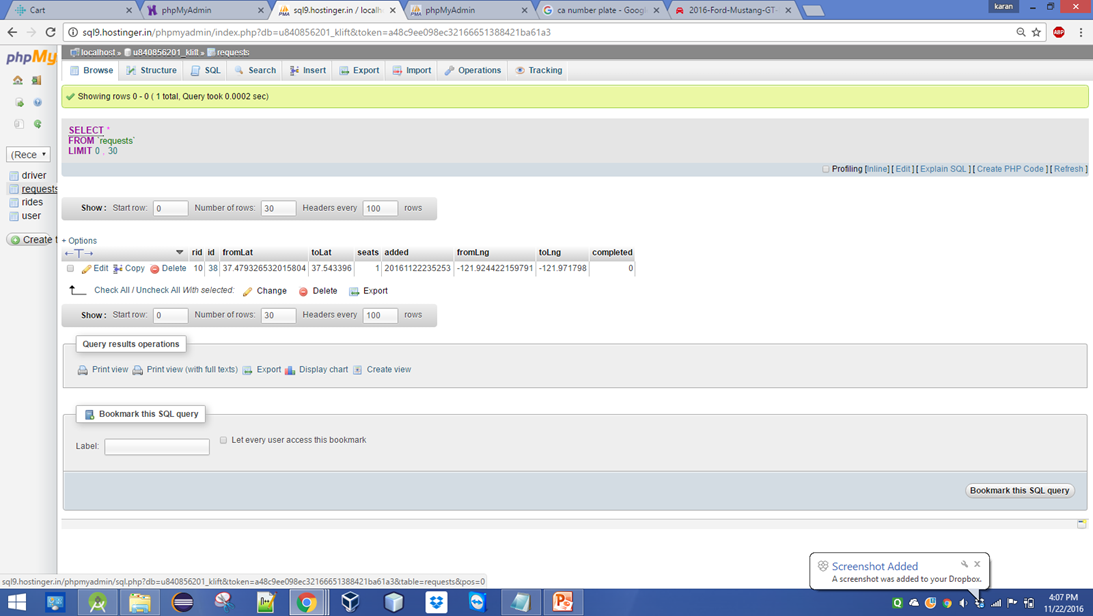 Cart
phpMyAdmin
sql9.hostinger.in / localh
phpMyAdmin
ca number plate - Googl
2016-Ford-Mustang-GT-
karan
sql9.hostinger.in/phpmyadmin/index.php?db=u840856201_klift&token=a48c9ee098ec32166651388421ba61a3
ABP
phpMy
localhost » u840856201_klift » requests
Browse Structure SQL Search Insert Export Import Operations Tracking
Showing rows 0 - 0 ( 1 total, Query took 0.0002 sec)
SELECT *
FROM `requests`
LIMIT 0 , 30
(Rece
Profiling [Inline] [ Edit ] [ Explain SQL ] [ Create PHP Code ] [ Refresh ]
driver
requests
rides
user
Create t
Show : Start row: 0 Number of rows: 30 Headers every 100 rows
+ Options
←T→ rid id fromLat toLat seats added fromLng toLng completed
Edit Copy Delete 10 38 37.479326532015804 37.543396 1 20161122235253 -121.924422159791 -121.971798 0
Check All / Uncheck All With selected: Change Delete Export
Show : Start row: 0 Number of rows: 30 Headers every 100 rows
Query results operations
Print view Print view (with full texts) Export Display chart Create view
Bookmark this SQL query
Label: Let every user access this bookmark
Bookmark this SQL query
Screenshot Added
A screenshot was added to your Dropbox.
sql9.hostinger.in/phpmyadmin/sql.php?db=u840856201_klift&token=a48c9ee098ec32166651388421ba61a3&table=requests&pos=0
4:07 PM
11/22/2016